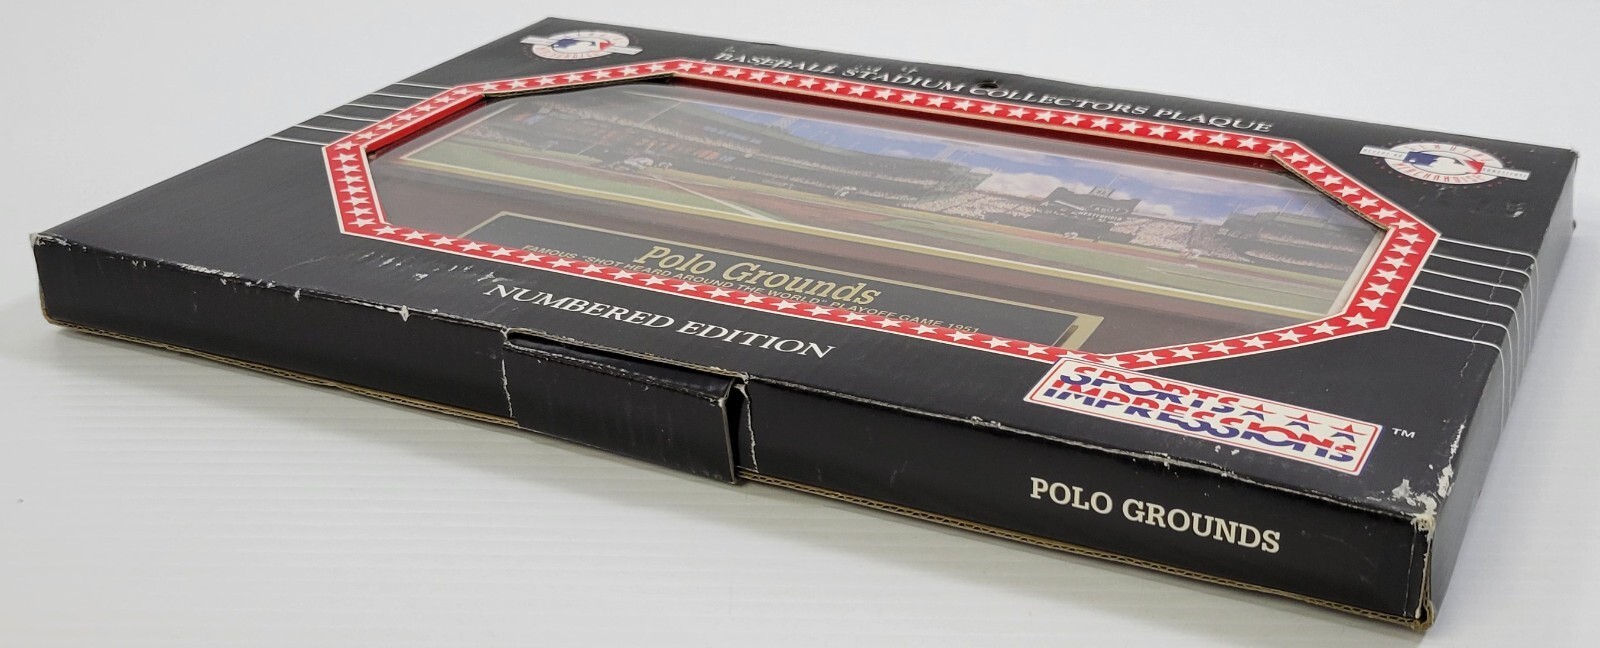 BASEBALL STADIUM COLLECTORS PLAQUE
Polo Grounds
FAMOUS "SHOT HEARD AROUND THE WORLD" PLAYOFF GAME 1951
NUMBERED EDITION
SPORTS
IMPRESSIONS
™
POLO GROUNDS